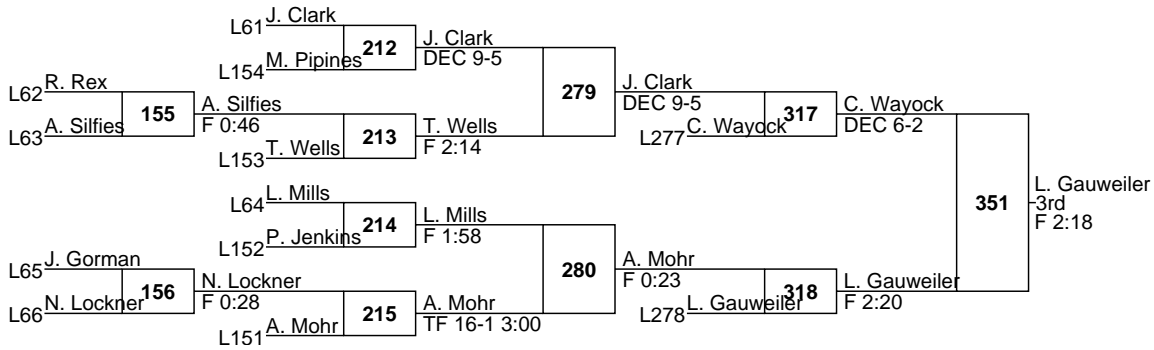 L61 J. Clark
212
J. Clark
DEC 9-5
L154 M. Pipines
L62 R. Rex
155
A. Silfies
F 0:46
L63 A. Silfies
213
T. Wells
F 2:14
L153 T. Wells
279
J. Clark
DEC 9-5
317
C. Wayock
DEC 6-2
L277 C. Wayock
L64 L. Mills
214
L. Mills
F 1:58
L152 P. Jenkins
L65 J. Gorman
156
N. Lockner
F 0:28
L66 N. Lockner
215
A. Mohr
TF 16-1 3:00
L151 A. Mohr
280
A. Mohr
F 0:23
318
L. Gauweiler
F 2:20
L278 L. Gauweiler
351
L. Gauweiler
3rd
F 2:18